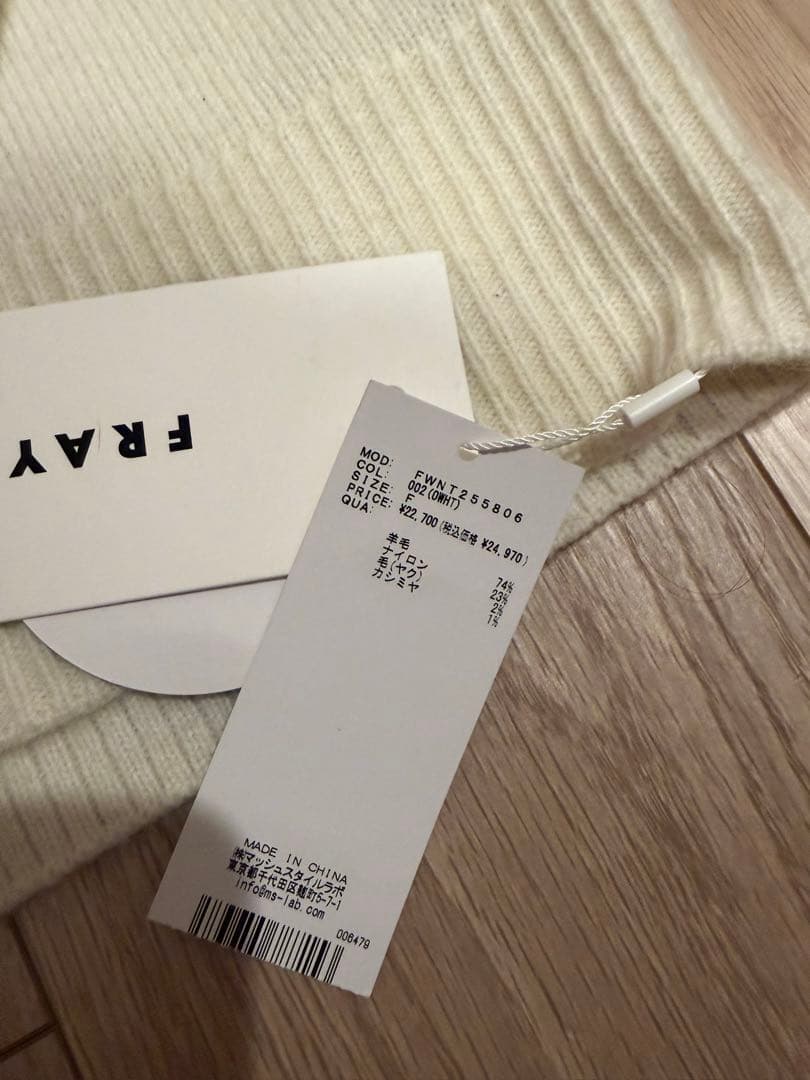 FRAY
MOD: FWNT255806
COL: 002(OWHT)
SIZE: F
PRICE: ¥22,700(税込価格 ¥24,970)
QUA:
羊毛 74%
ナイロン 23%
毛(ヤク) 2%
カシミヤ 1%
MADE IN CHINA
㈱マッシュスタイルラボ
東京都千代田区麹町5-7-1
info@ms-lab.com
006479